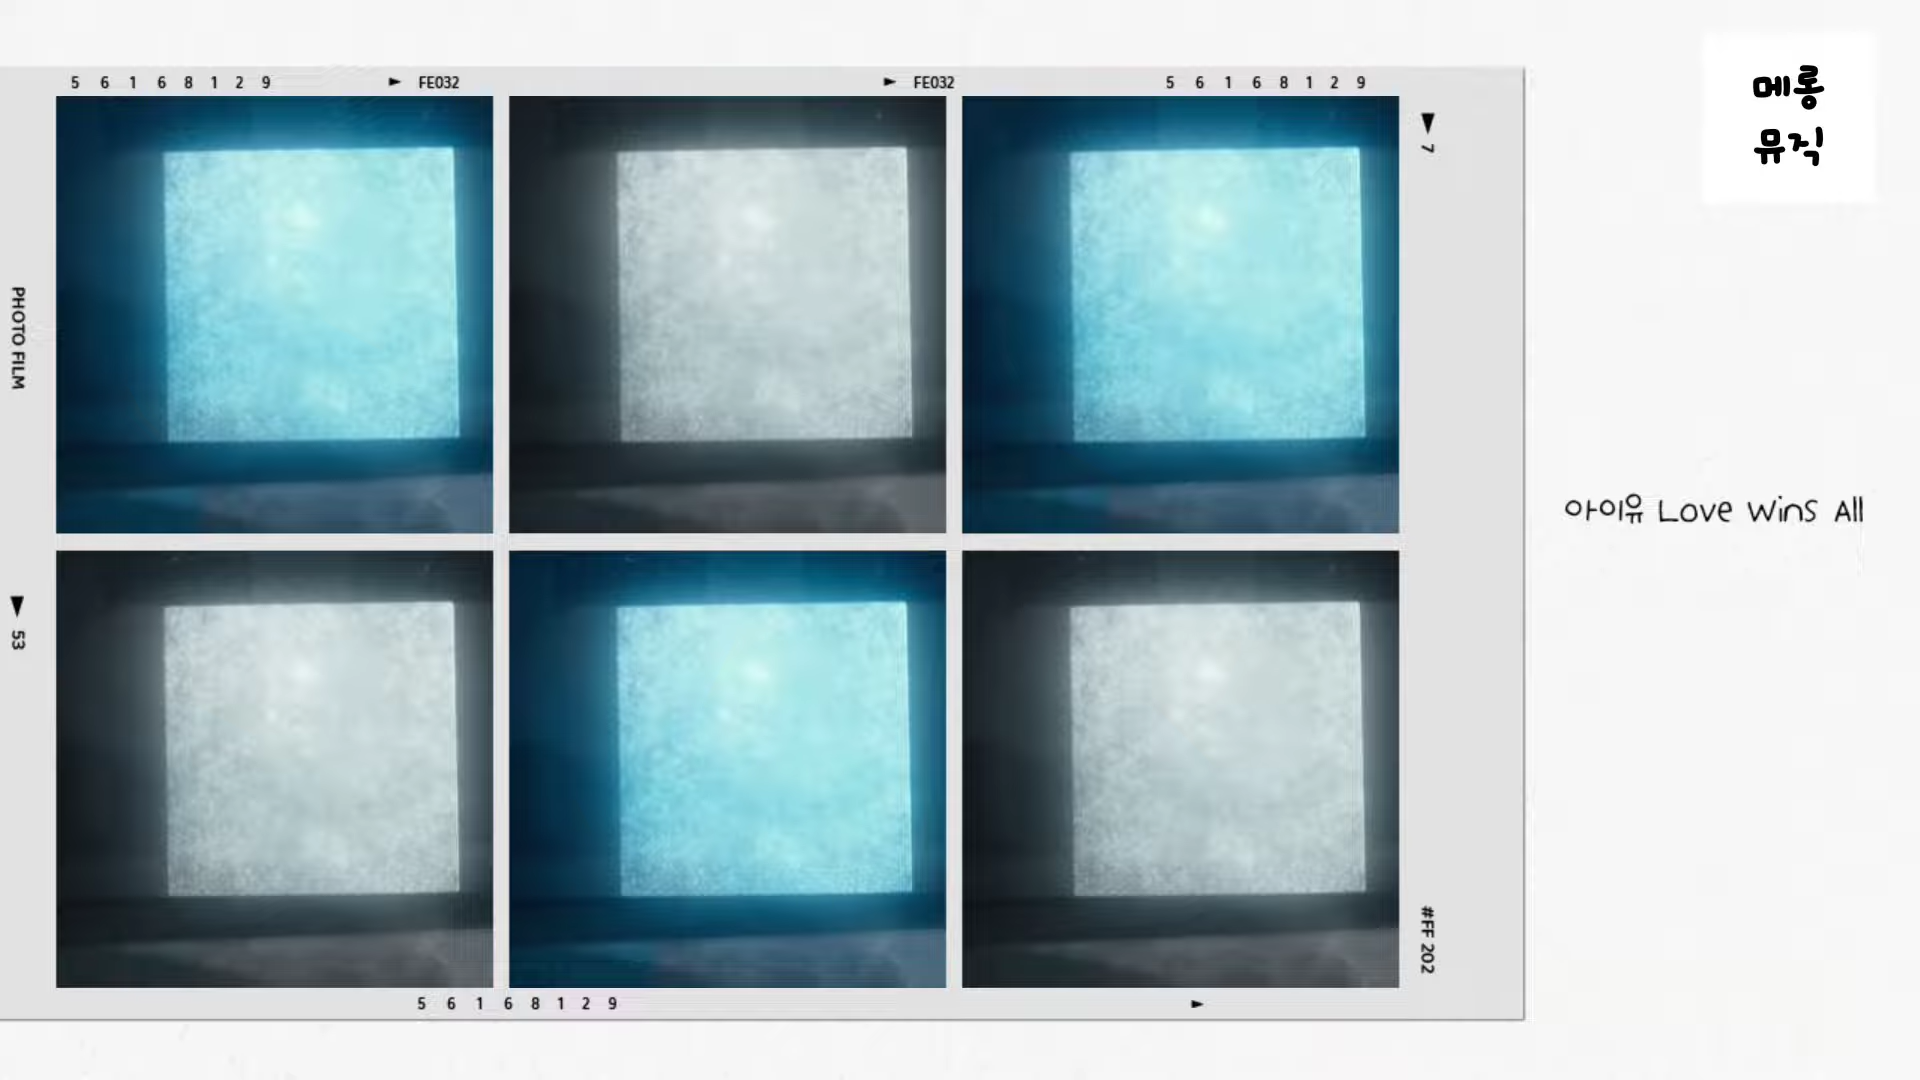 5 6 1 6 8 1 2 9 ► FE032 ► FE032 5 6 1 6 8 1 2 9
메롱
뮤직
▼ 7
PHOTO FILM
아이유 Love Wins All
▼ 53
#FF 202
5 6 1 6 8 1 2 9 ►